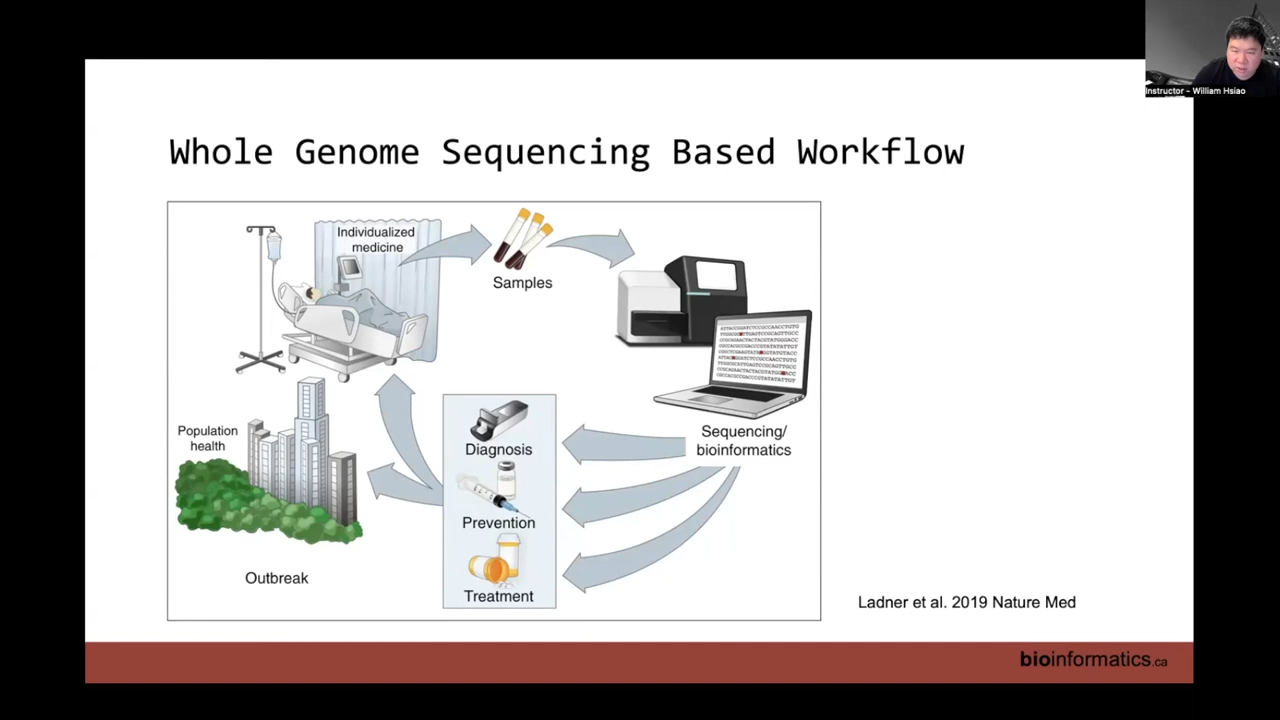 Instructor - William Hsiao
Whole Genome Sequencing Based Workflow
Individualized
medicine
Samples
Sequencing/
bioinformatics
Diagnosis
Prevention
Treatment
Population
health
Outbreak
Ladner et al. 2019 Nature Med
bioinformatics.ca